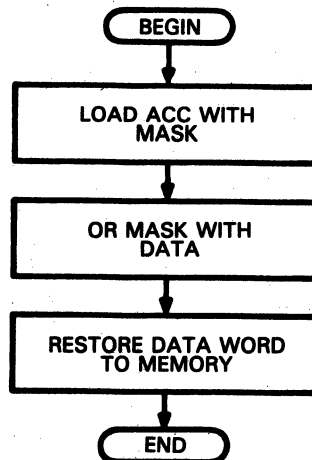 BEGIN
LOAD ACC WITH
MASK
OR MASK WITH
DATA
RESTORE DATA WORD
TO MEMORY
END